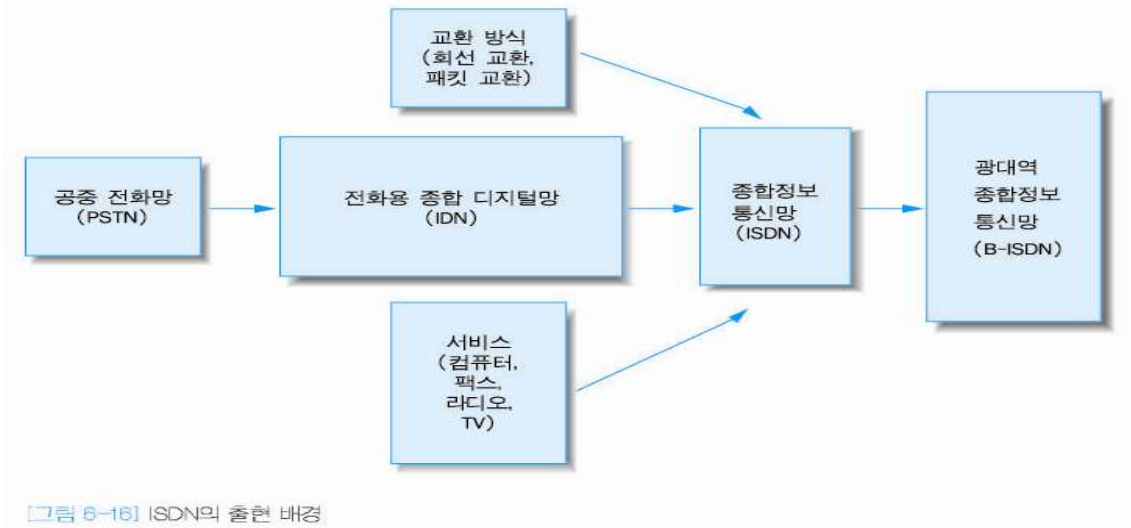 교환 방식
(회선 교환,
패킷 교환)
공중 전화망
(PSTN)
전화용 종합 디지털망
(IDN)
종합정보
통신망
(ISDN)
광대역
종합정보
통신망
(B-ISDN)
서비스
(컴퓨터,
팩스,
라디오,
TV)
[그림 6-16] ISDN의 출현 배경